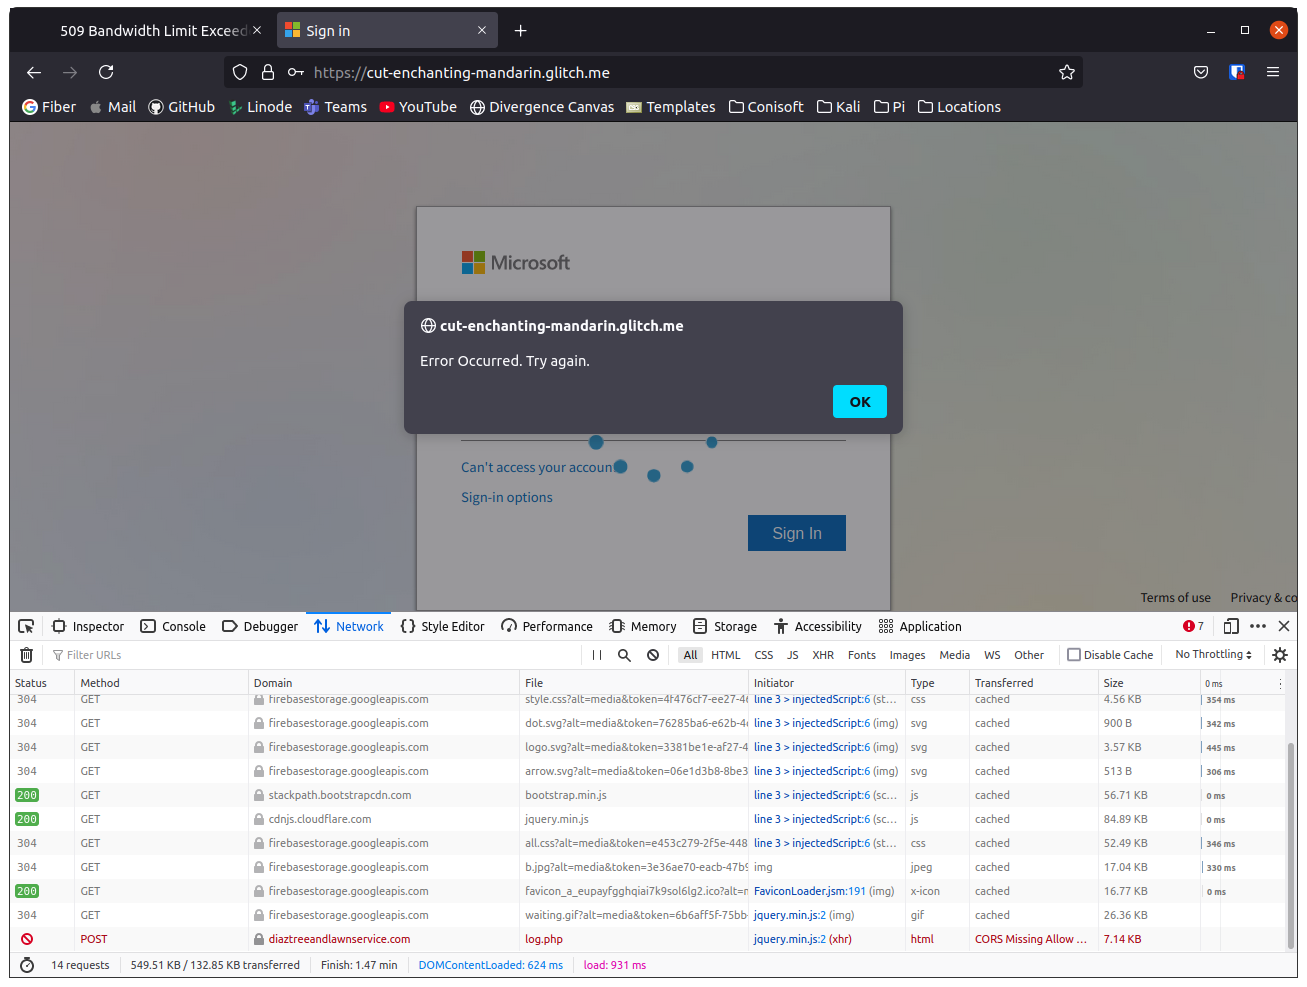 509 Bandwidth Limit Exceed
Sign in
https://cut-enchanting-mandarin.glitch.me
Fiber Mail GitHub Linode Teams YouTube Divergence Canvas Templates Conisoft Kali Pi Locations
Microsoft
cut-enchanting-mandarin.glitch.me
Error Occurred. Try again.
OK
Can't access your accoun
Sign-in options
Sign In
Terms of use Privacy & co
Inspector Console Debugger Network Style Editor Performance Memory Storage Accessibility Application 7
Filter URLs All HTML CSS JS XHR Fonts Images Media WS Other Disable Cache No Throttling
Status Method Domain File Initiator Type Transferred Size 0 ms
304 GET firebasestorage.googleapis.com style.css?alt=media&token=4f476cf7-ee27-4 line 3 > injectedScript:6 (st... css cached 4.56 KB 354 ms
304 GET firebasestorage.googleapis.com dot.svg?alt=media&token=76285ba6-e62b-4 line 3 > injectedScript:6 (img) svg cached 900 B 342 ms
304 GET firebasestorage.googleapis.com logo.svg?alt=media&token=3381be1e-af27-4 line 3 > injectedScript:6 (img) svg cached 3.57 KB 445 ms
304 GET firebasestorage.googleapis.com arrow.svg?alt=media&token=06e1d3b8-8be3 line 3 > injectedScript:6 (img) svg cached 513 B 306 ms
200 GET stackpath.bootstrapcdn.com bootstrap.min.js line 3 > injectedScript:6 (sc... js cached 56.71 KB 0 ms
200 GET cdnjs.cloudflare.com jquery.min.js line 3 > injectedScript:6 (sc... js cached 84.89 KB 0 ms
304 GET firebasestorage.googleapis.com all.css?alt=media&token=e453c279-2f5e-448 line 3 > injectedScript:6 (st... css cached 52.49 KB 346 ms
304 GET firebasestorage.googleapis.com b.jpg?alt=media&token=3e36ae70-eacb-47b9 img jpeg cached 17.04 KB 330 ms
200 GET firebasestorage.googleapis.com favicon_a_eupayfgghqiai7k9sol6lg2.ico?alt=n FaviconLoader.jsm:191 (img) x-icon cached 16.77 KB 0 ms
304 GET firebasestorage.googleapis.com waiting.gif?alt=media&token=6b6aff5f-75bb jquery.min.js:2 (img) gif cached 26.36 KB
POST diaztreeandlawnservice.com log.php jquery.min.js:2 (xhr) html CORS Missing Allow ... 7.14 KB
14 requests 549.51 KB / 132.85 KB transferred Finish: 1.47 min DOMContentLoaded: 624 ms load: 931 ms